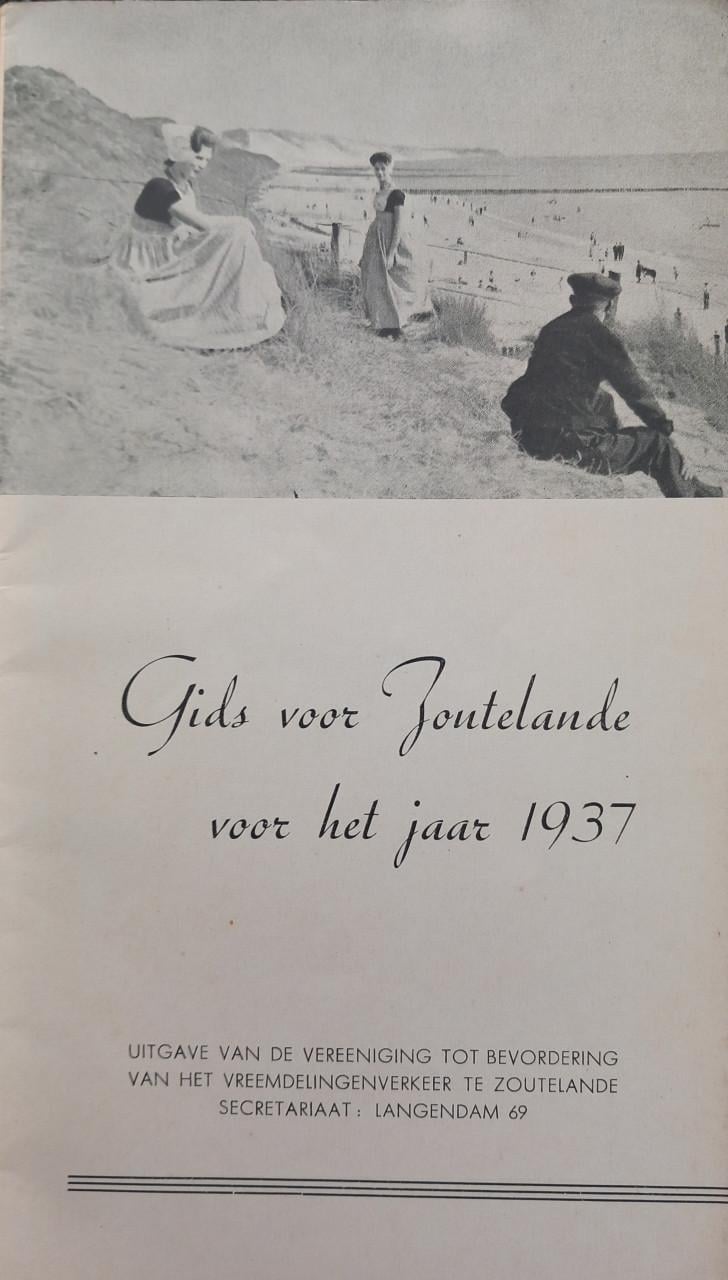 Gids voor Zoutelande
voor het jaar 1937
UITGAVE VAN DE VEREENIGING TOT BEVORDERING
VAN HET VREEMDELINGENVERKEER TE ZOUTELANDE
SECRETARIAAT: LANGENDAM 69